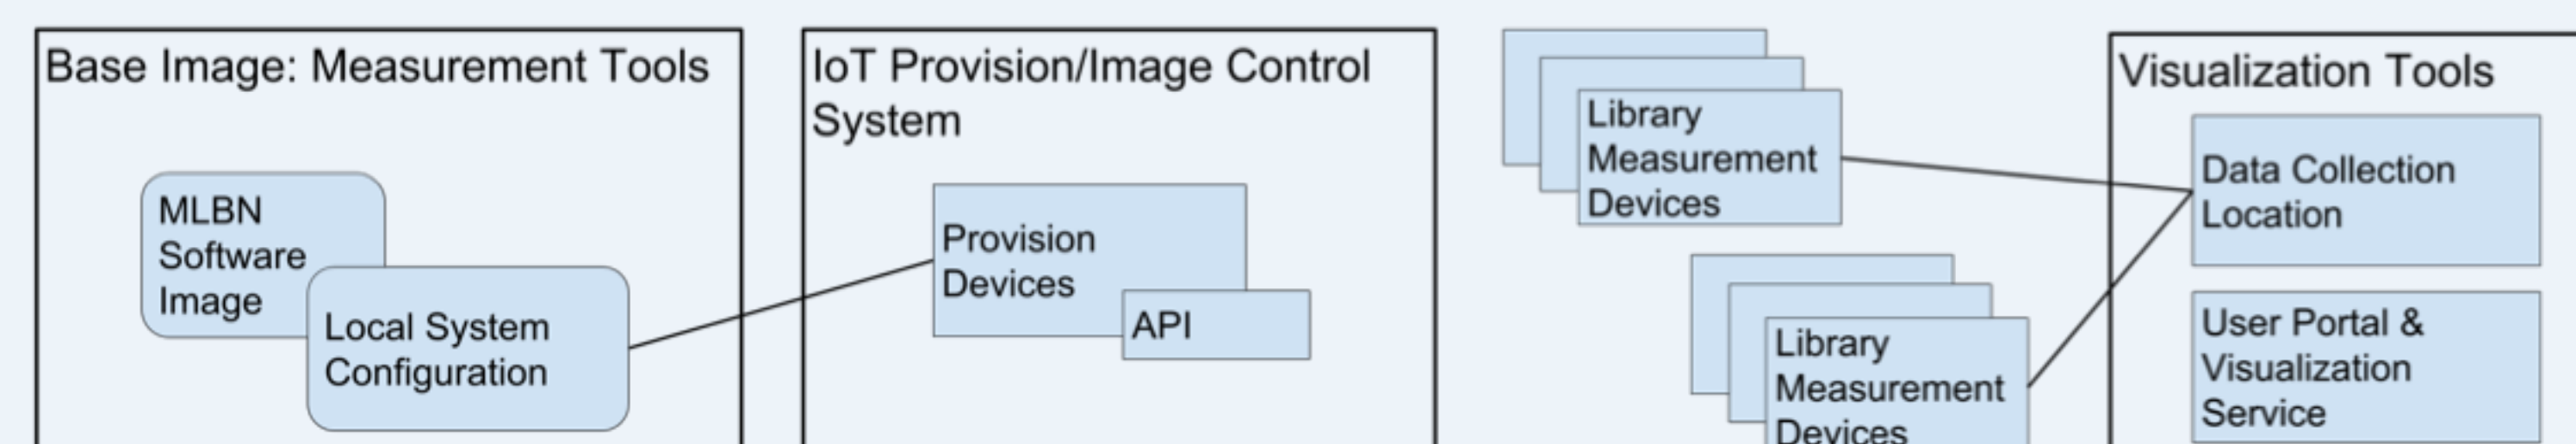 Base Image: Measurement Tools
MLBN
Software
Image
Local System
Configuration
IoT Provision/Image Control
System
Provision
Devices
API
Library
Measurement
Devices
Library
Measurement
Devices
Visualization Tools
Data Collection
Location
User Portal &
Visualization
Service